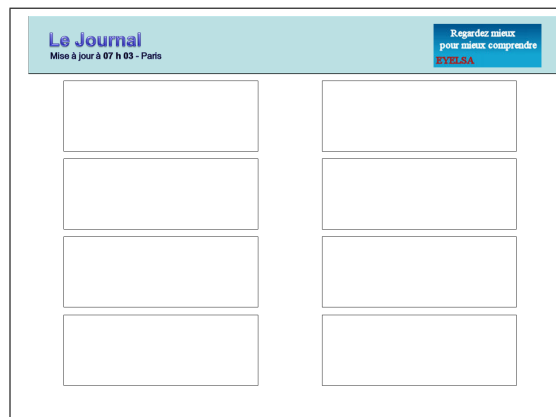 Le Journal
Mise à jour à 07 h 03 - Paris
Regardez mieux
pour mieux comprendre
EYELSA